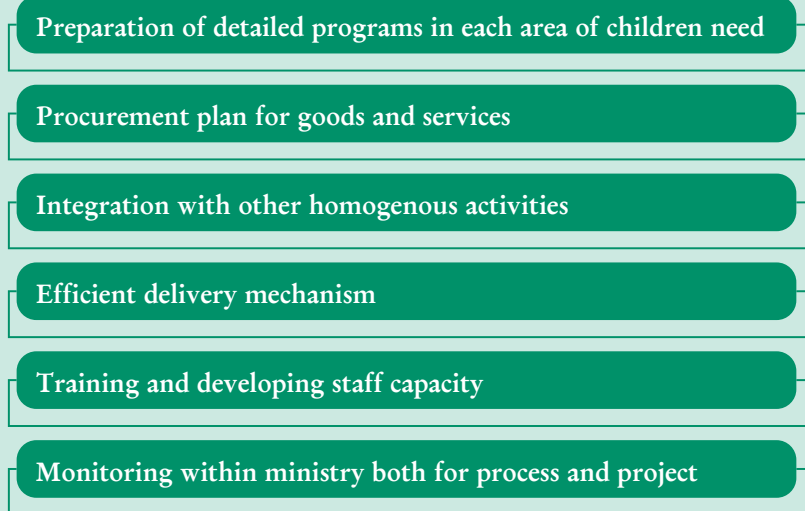 Preparation of detailed programs in each area of children need
Procurement plan for goods and services
Integration with other homogenous activities
Efficient delivery mechanism
Training and developing staff capacity
Monitoring within ministry both for process and project